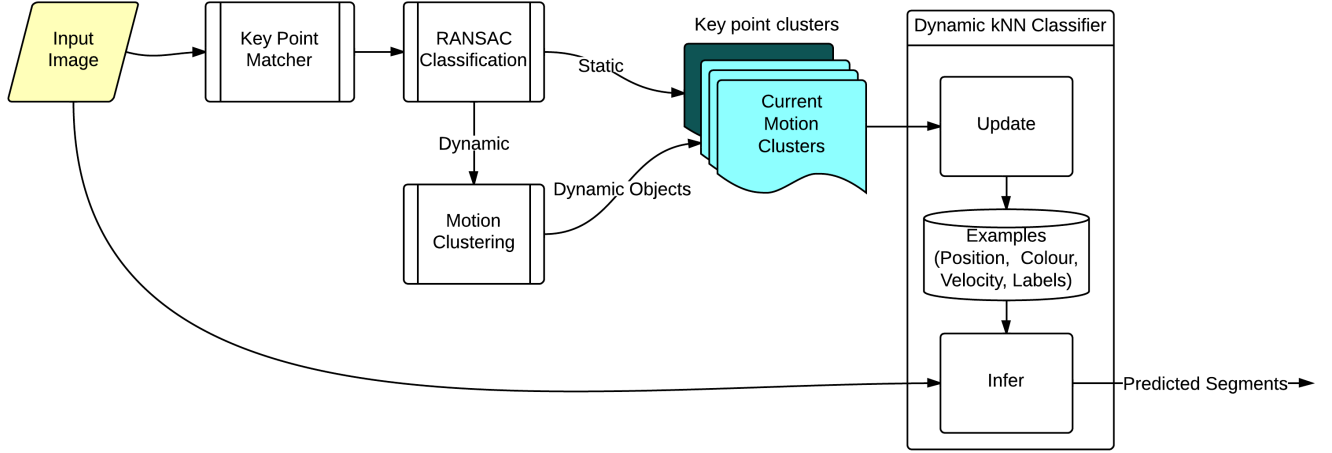 Input
Image
Key Point
Matcher
RANSAC
Classification
Static
Dynamic
Motion
Clustering
Dynamic Objects
Key point clusters
Current
Motion
Clusters
Dynamic kNN Classifier
Update
Examples
(Position, Colour,
Velocity, Labels)
Infer
Predicted Segments